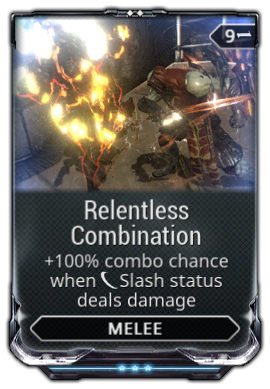 9
Relentless
Combination
+100% combo chance
when Slash status
deals damage
MELEE